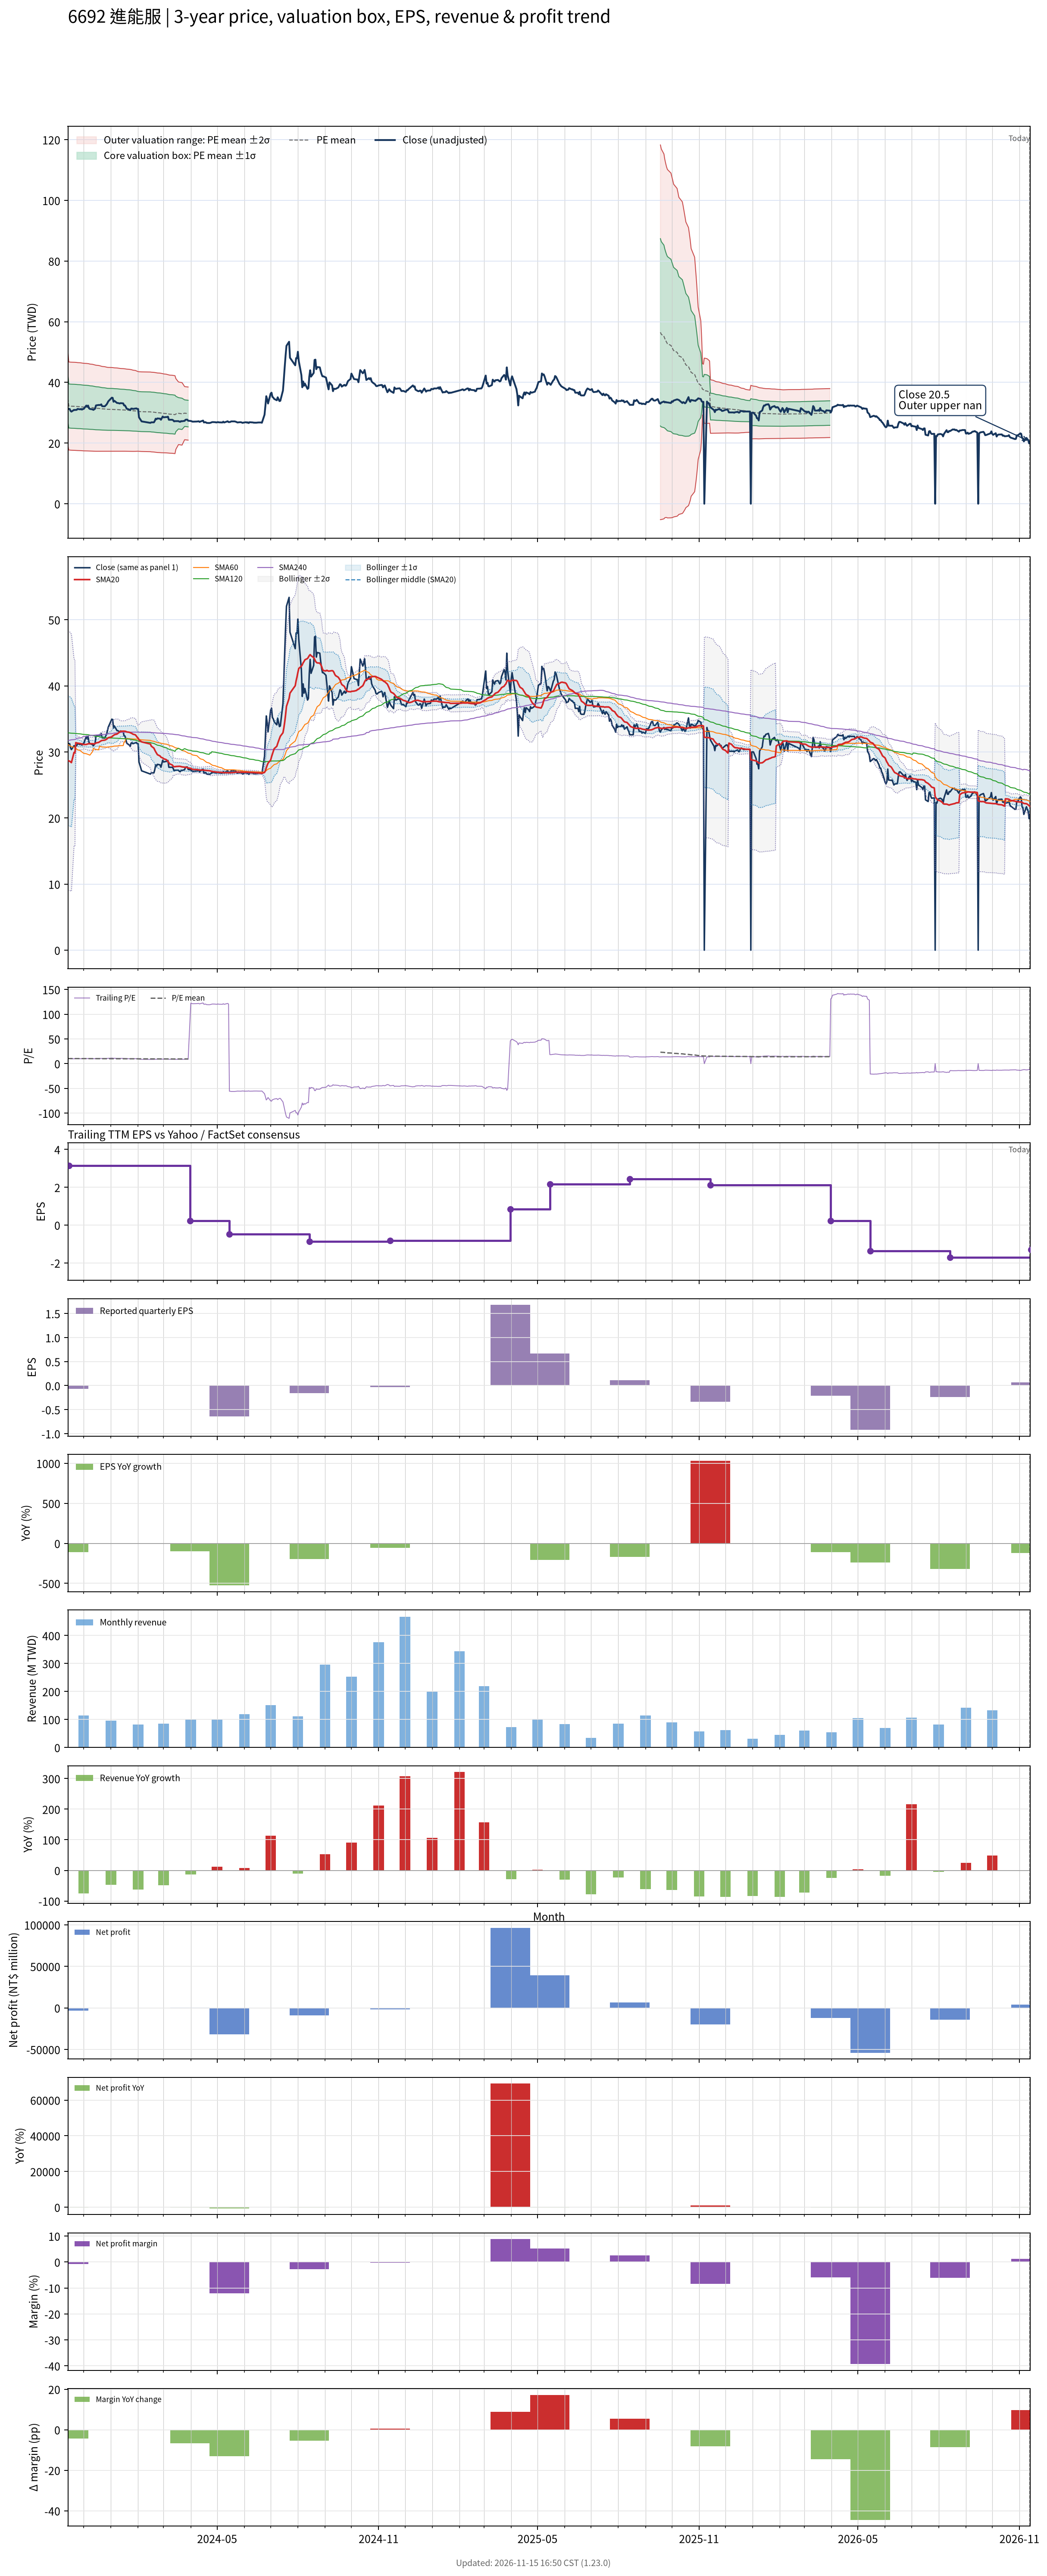 6692 進能服 | 3-year price, valuation box, EPS, revenue & profit trend
Outer valuation range: PE mean ±2σ
PE mean
Close (unadjusted)
Core valuation box: PE mean ±1σ
Today
120
100
80
60
40
20
0
Price (TWD)
Close 20.5
Outer upper nan
Close (same as panel 1)
SMA20
SMA60
SMA120
SMA240
Bollinger ±2σ
Bollinger ±1σ
Bollinger middle (SMA20)
50
40
30
20
10
0
Price
Trailing P/E
P/E mean
150
100
50
0
-50
-100
P/E
Trailing TTM EPS vs Yahoo / FactSet consensus
Today
4
2
0
-2
EPS
Reported quarterly EPS
1.5
1.0
0.5
0.0
-0.5
-1.0
EPS
EPS YoY growth
1000
500
0
-500
YoY (%)
Monthly revenue
400
300
200
100
0
Revenue (M TWD)
Revenue YoY growth
300
200
100
0
-100
YoY (%)
Month
Net profit
100000
50000
0
-50000
Net profit (NT$ million)
Net profit YoY
60000
40000
20000
0
YoY (%)
Net profit margin
10
0
-10
-20
-30
-40
Margin (%)
Margin YoY change
20
0
-20
-40
Δ margin (pp)
2024-05
2024-11
2025-05
2025-11
2026-05
2026-11
Updated: 2026-11-15 16:50 CST (1.23.0)